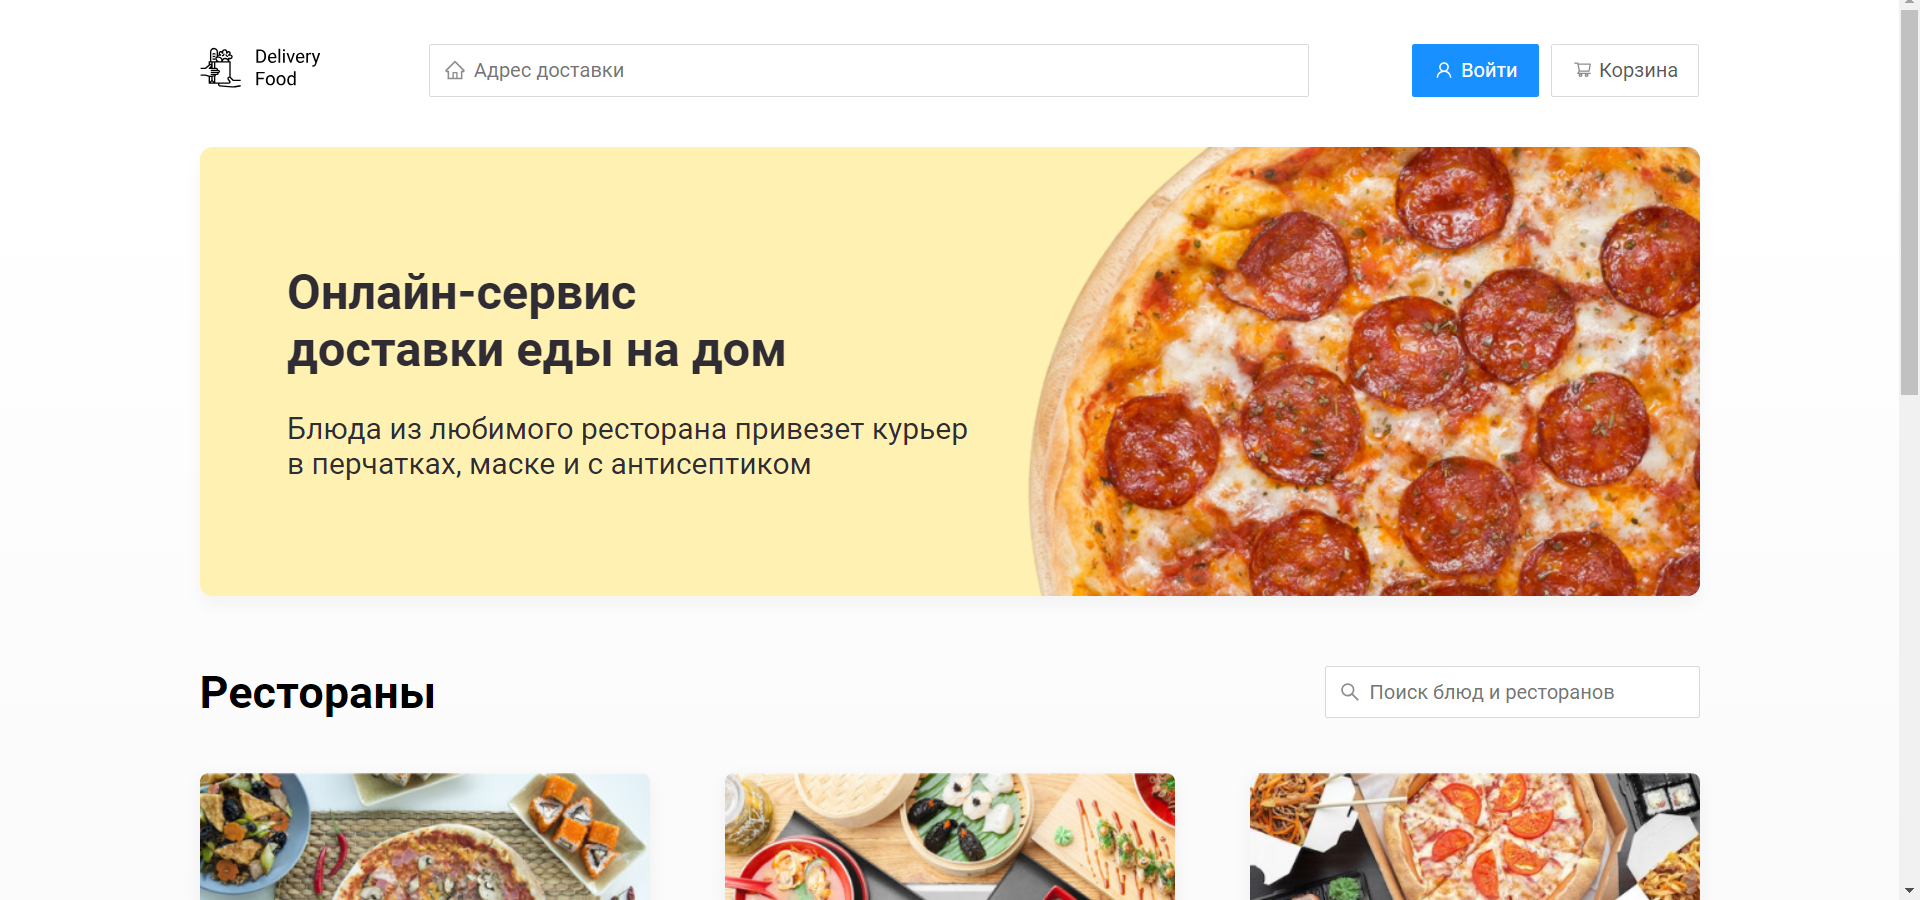 Delivery
Food
Адрес доставки
Войти
Корзина
Онлайн-сервис
доставки еды на дом
Блюда из любимого ресторана привезет курьер
в перчатках, маске и с антисептиком
Рестораны
Поиск блюд и ресторанов